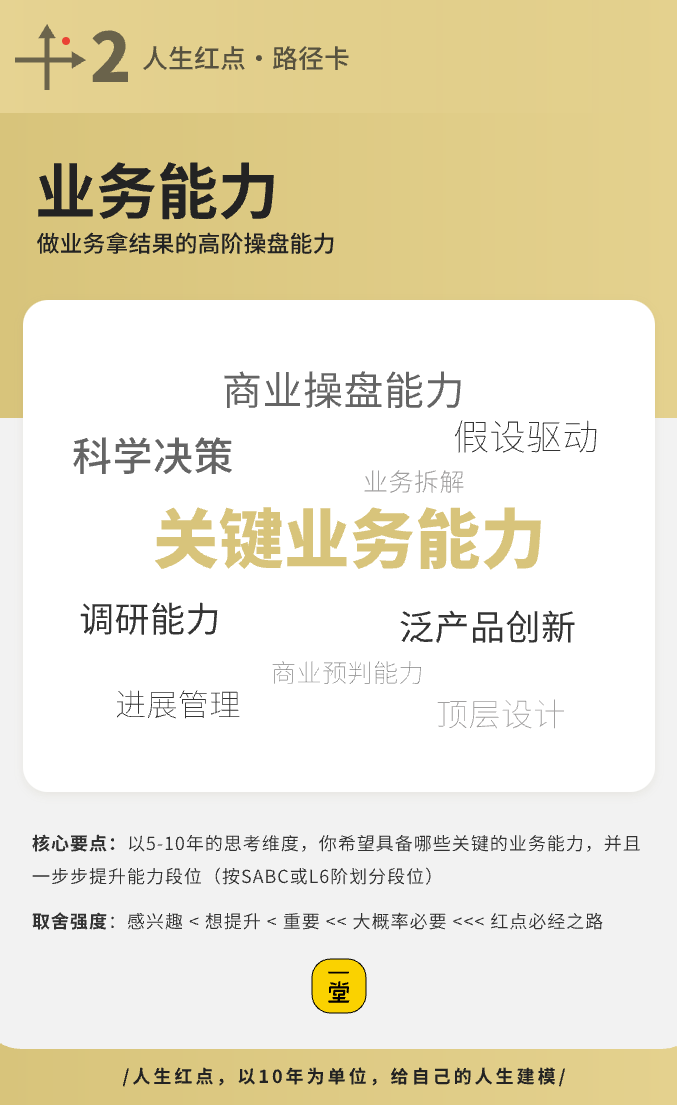 2 人生红点·路径卡
业务能力
做业务拿结果的高阶操盘能力
商业操盘能力
假设驱动
科学决策
业务拆解
关键业务能力
调研能力
泛产品创新
商业预判能力
进展管理
顶层设计
核心要点：以5-10年的思考维度，你希望具备哪些关键的业务能力，并且
一步步提升能力段位（按SABC或L6阶划分段位）
取舍强度：感兴趣 < 想提升 < 重要 << 大概率必要 <<< 红点必经之路
一
堂
/人生红点，以10年为单位，给自己的人生建模/